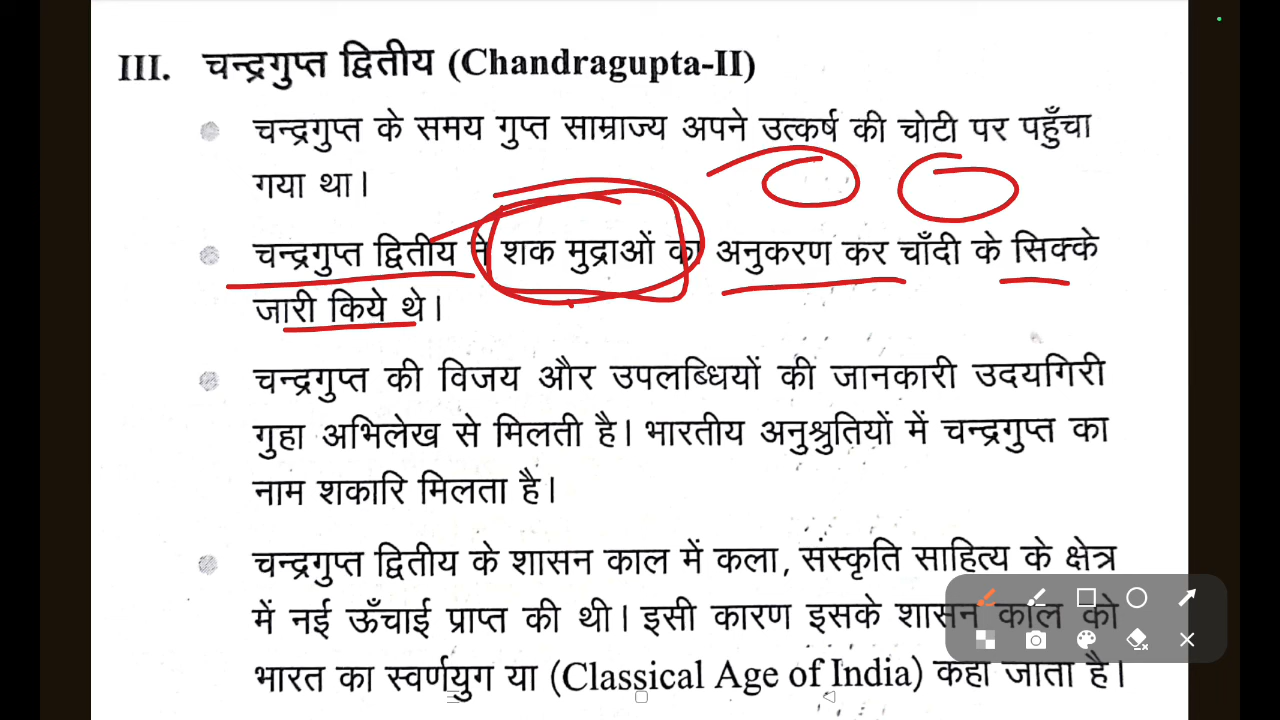 III. चन्द्रगुप्त द्वितीय (Chandragupta-II)
चन्द्रगुप्त के समय गुप्त साम्राज्य अपने उत्कर्ष की चोटी पर पहुँचा
गया था।
चन्द्रगुप्त द्वितीय ने शक मुद्राओं का अनुकरण कर चाँदी के सिक्के
जारी किये थे।
चन्द्रगुप्त की विजय और उपलब्धियों की जानकारी उदयगिरी
गुहा अभिलेख से मिलती है। भारतीय अनुश्रुतियों में चन्द्रगुप्त का
नाम शकारि मिलता है।
चन्द्रगुप्त द्वितीय के शासन काल में कला, संस्कृति साहित्य के क्षेत्र
में नई ऊँचाई प्राप्त की थी। इसी कारण इसके शासन काल को
भारत का स्वर्णयुग या (Classical Age of India) कहा जाता है।